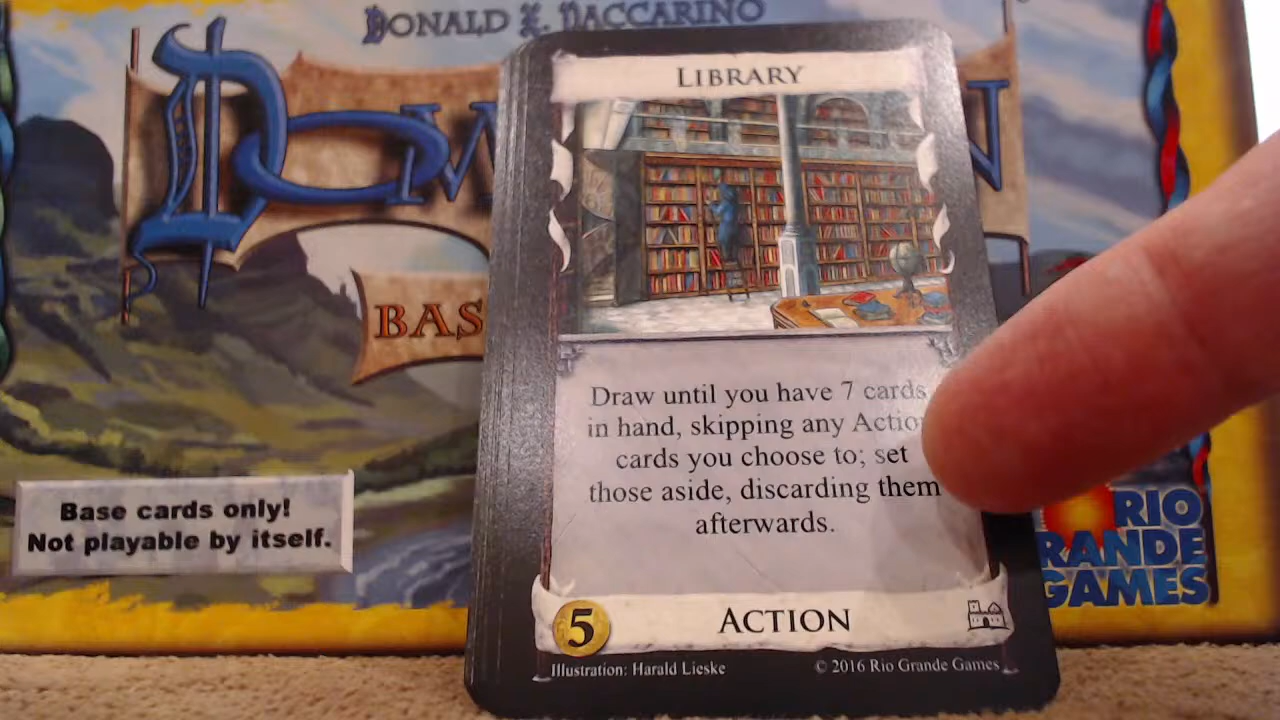 DONALD X. VACCARINO
LIBRARY
BAS
Draw until you have 7 cards
in hand, skipping any Actio
cards you choose to; set
those aside, discarding them
afterwards.
Base cards only!
Not playable by itself.
RIO
RANDE
GAMES
5
ACTION
Illustration: Harald Lieske
© 2016 Rio Grande Games